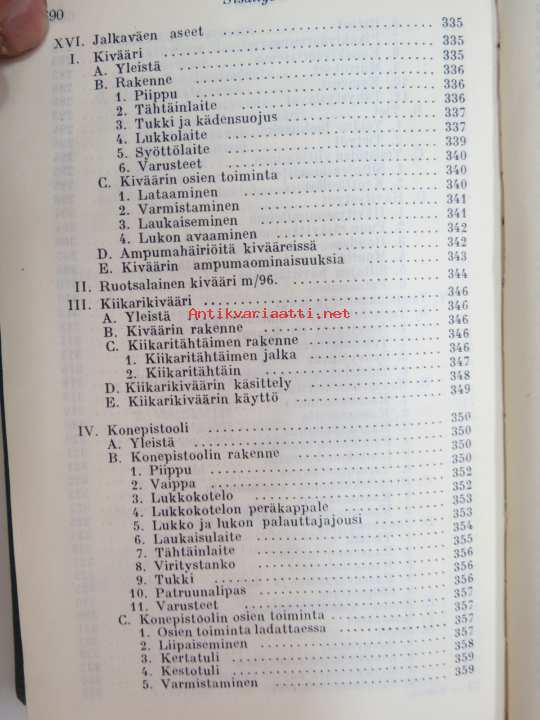 690
XVI. Jalkaväen aseet ........ 335
I. Kivääri ........ 335
A. Yleistä ........ 335
B. Rakenne ........ 336
1. Piippu ........ 336
2. Tähtäinlaite ........ 336
3. Tukki ja kädensuojus ........ 337
4. Lukkolaite ........ 337
5. Syöttölaite ........ 339
6. Varusteet ........ 340
C. Kiväärin osien toiminta ........ 340
1. Lataaminen ........ 340
2. Varmistaminen ........ 341
3. Laukaiseminen ........ 341
4. Lukon avaaminen ........ 342
D. Ampumahäiriöitä kivääreissä ........ 342
E. Kiväärin ampumaominaisuuksia ........ 343
II. Ruotsalainen kivääri m/96. ........ 344
III. Kiikarikivääri ........ 346
A. Yleistä ........ 346
Antikvariaatti.net
B. Kiväärin rakenne ........ 346
C. Kiikaritähtäimen rakenne ........ 346
1. Kiikaritähtäimen jalka ........ 346
2. Kiikaritähtäin ........ 347
D. Kiikarikiväärin käsittely ........ 348
E. Kiikarikiväärin käyttö ........ 349
IV. Konepistooli ........ 350
A. Yleistä ........ 350
B. Konepistoolin rakenne ........ 350
1. Piippu ........ 350
2. Vaippa ........ 352
3. Lukkokotelo ........ 352
4. Lukkokotelon peräkappale ........ 353
5. Lukko ja lukon palauttajajousi ........ 353
6. Laukaisulaite ........ 354
7. Tähtäinlaite ........ 355
8. Viritystanko ........ 356
9. Tukki ........ 356
10. Patruunalipas ........ 356
11. Varusteet ........ 357
C. Konepistoolin osien toiminta ........ 357
1. Osien toiminta ladattaessa ........ 357
2. Liipaiseminen ........ 357
3. Kertatuli ........ 358
4. Kestotuli ........ 359
5. Varmistaminen ........ 359